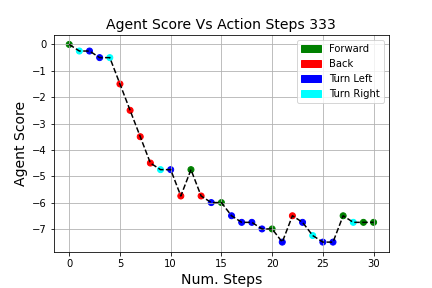 Agent Score Vs Action Steps 333
Forward
Back
Turn Left
Turn Right
0
−1
−2
−3
−4
−5
−6
−7
Agent Score
0 5 10 15 20 25 30
Num. Steps